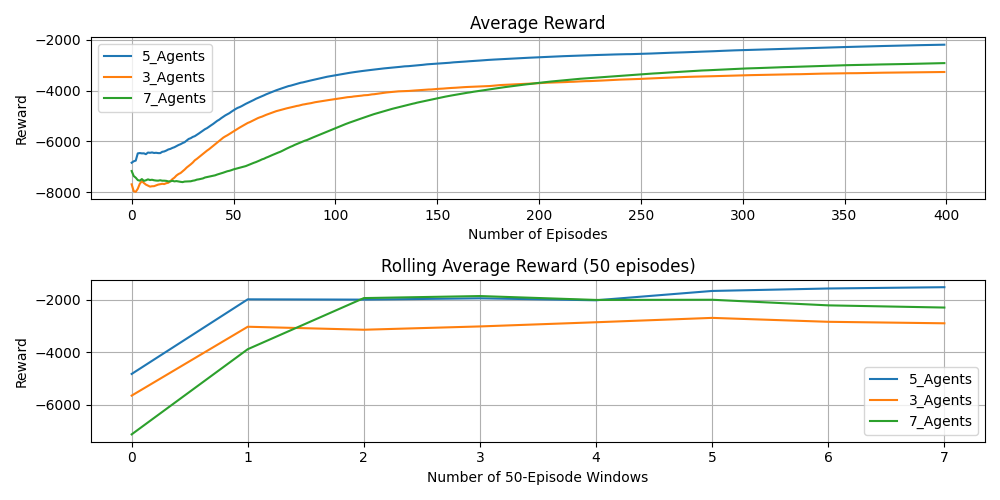 Average Reward
−2000
−4000
−6000
−8000
Reward
5_Agents
3_Agents
7_Agents
0 50 100 150 200 250 300 350 400
Number of Episodes
Rolling Average Reward (50 episodes)
−2000
−4000
−6000
Reward
5_Agents
3_Agents
7_Agents
0 1 2 3 4 5 6 7
Number of 50-Episode Windows